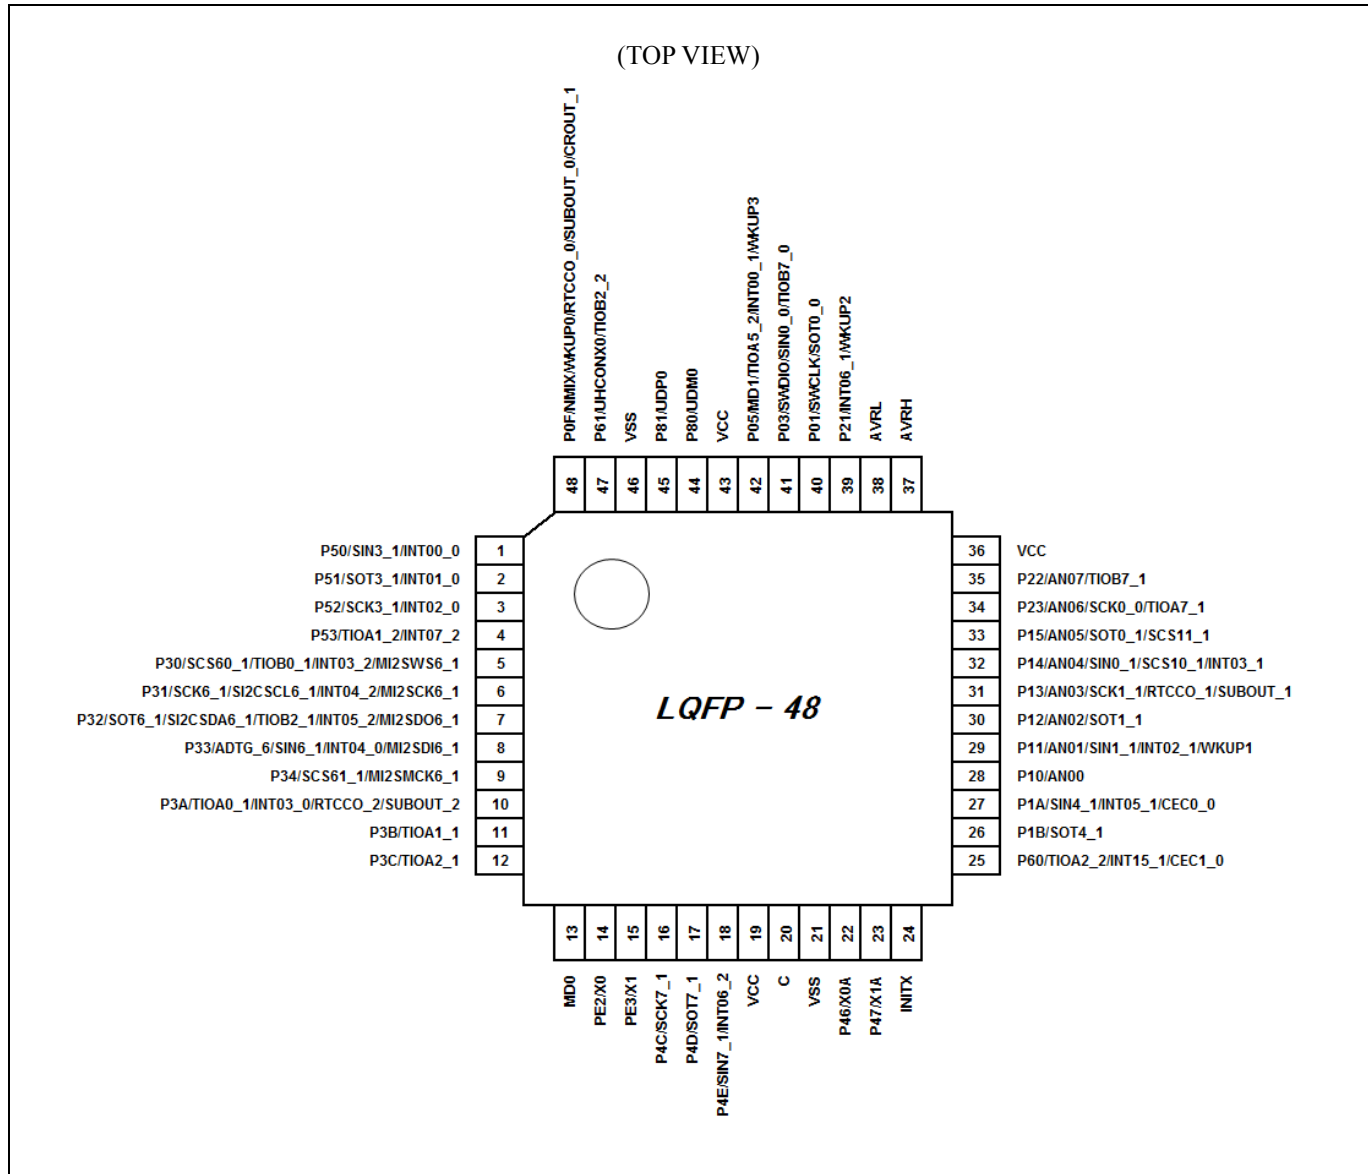 (TOP VIEW)
P0F/NMIX/WKUP0/RTCCO_0/SUBOUT_0/CROUT_1
P61/UHCONX0/TIOB2_2
VSS
P81/UDP0
P80/UDM0
VCC
P05/MD1/TIOA5_2/INT00_1/WKUP3
P03/SWDIO/SIN0_0/TIOB7_0
P01/SWCLK/SOT0_0
P21/INT06_1/WKUP2
AVRL
AVRH
48
47
46
45
44
43
42
41
40
39
38
37
P50/SIN3_1/INT00_0 1
P51/SOT3_1/INT01_0 2
P52/SCK3_1/INT02_0 3
P53/TIOA1_2/INT07_2 4
P30/SCS60_1/TIOB0_1/INT03_2/MI2SWS6_1 5
P31/SCK6_1/SI2CSCL6_1/INT04_2/MI2SCK6_1 6
P32/SOT6_1/SI2CSDA6_1/TIOB2_1/INT05_2/MI2SDO6_1 7
P33/ADTG_6/SIN6_1/INT04_0/MI2SDI6_1 8
P34/SCS61_1/MI2SMCK6_1 9
P3A/TIOA0_1/INT03_0/RTCCO_2/SUBOUT_2 10
P3B/TIOA1_1 11
P3C/TIOA2_1 12
LQFP - 48
36 VCC
35 P22/AN07/TIOB7_1
34 P23/AN06/SCK0_0/TIOA7_1
33 P15/AN05/SOT0_1/SCS11_1
32 P14/AN04/SIN0_1/SCS10_1/INT03_1
31 P13/AN03/SCK1_1/RTCCO_1/SUBOUT_1
30 P12/AN02/SOT1_1
29 P11/AN01/SIN1_1/INT02_1/WKUP1
28 P10/AN00
27 P1A/SIN4_1/INT05_1/CEC0_0
26 P1B/SOT4_1
25 P60/TIOA2_2/INT15_1/CEC1_0
13
14
15
16
17
18
19
20
21
22
23
24
MD0
PE2/X0
PE3/X1
P4C/SCK7_1
P4D/SOT7_1
P4E/SIN7_1/INT06_2
VCC
C
VSS
P46/X0A
P47/X1A
INITX